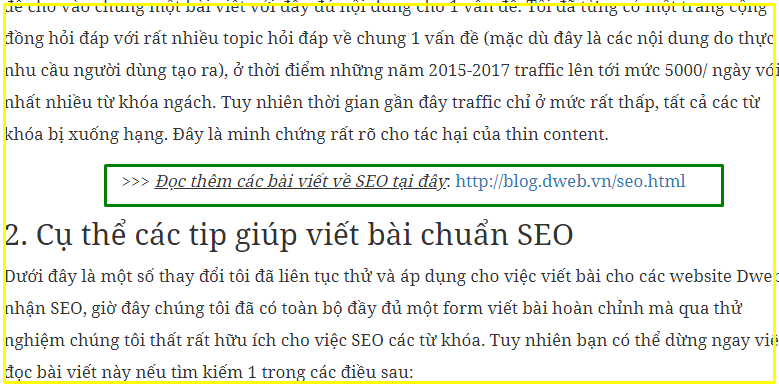 để cho vào chung một bài viết với đầy đủ nội dung cho 1 vấn đề. Tôi đã từng có một trang cộng
đồng hỏi đáp với rất nhiều topic hỏi đáp về chung 1 vấn đề (mặc dù đây là các nội dung do thực
nhu cầu người dùng tạo ra), ở thời điểm những năm 2015-2017 traffic lên tới mức 5000/ ngày với
nhất nhiều từ khóa ngách. Tuy nhiên thời gian gần đây traffic chỉ ở mức rất thấp, tất cả các từ
khóa bị xuống hạng. Đây là minh chứng rất rõ cho tác hại của thin content.
>>> Đọc thêm các bài viết về SEO tại đây: http://blog.dweb.vn/seo.html
2. Cụ thể các tip giúp viết bài chuẩn SEO
Dưới đây là một số thay đổi tôi đã liên tục thử và áp dụng cho việc viết bài cho các website Dweb
nhận SEO, giờ đây chúng tôi đã có toàn bộ đầy đủ một form viết bài hoàn chỉnh mà qua thử
nghiệm chúng tôi thất rất hữu ích cho việc SEO các từ khóa. Tuy nhiên bạn có thể dừng ngay việ
đọc bài viết này nếu tìm kiếm 1 trong các điều sau: